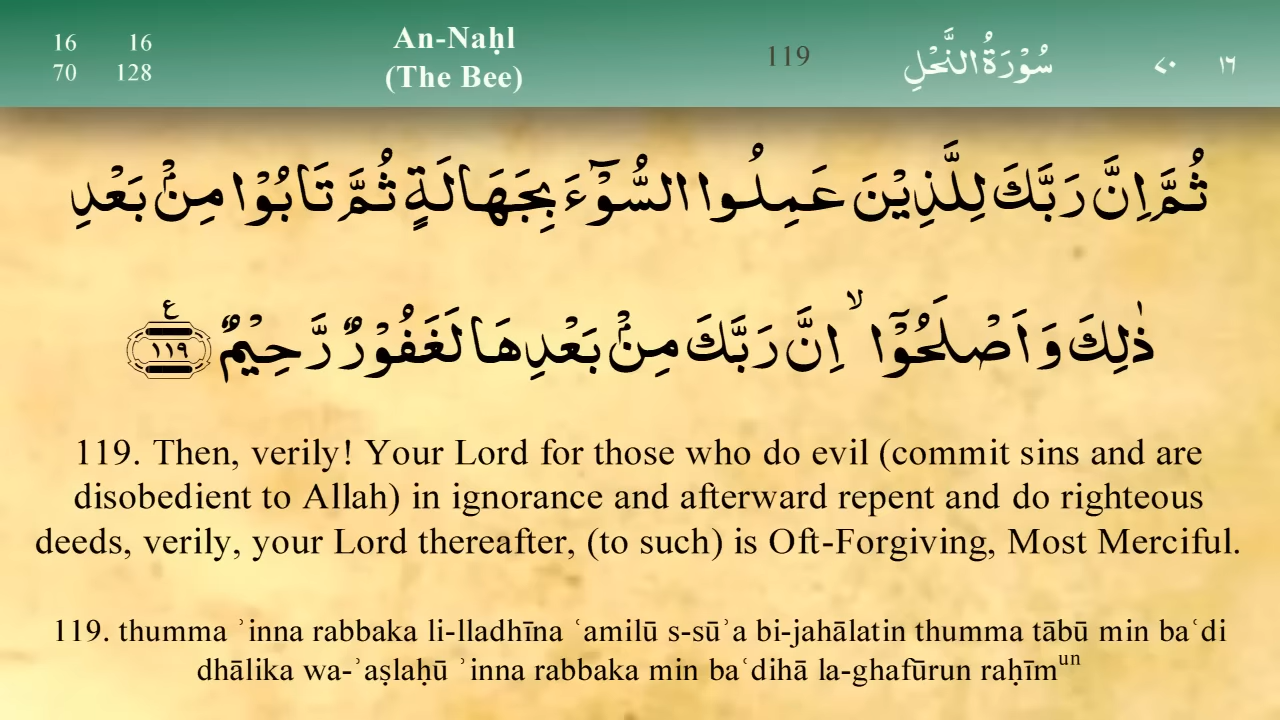 16 16
70 128
An-Naḥl
(The Bee)
119
سُوْرَةُ النَّحْلِ
٧٠ ١٦
ثُمَّ اِنَّ رَبَّكَ لِلَّذِيْنَ عَمِلُوا السُّوْۤءَ بِجَهَالَةٍ ثُمَّ تَابُوْا مِنْۢ بَعْدِ
ذٰلِكَ وَ اَصْلَحُوْۤا ۙ اِنَّ رَبَّكَ مِنْۢ بَعْدِهَا لَغَفُوْرٌ رَّحِيْمٌ ۠ ع ١١٩
119. Then, verily! Your Lord for those who do evil (commit sins and are
disobedient to Allah) in ignorance and afterward repent and do righteous
deeds, verily, your Lord thereafter, (to such) is Oft-Forgiving, Most Merciful.
119. thumma ʾinna rabbaka li-lladhīna ʿamilū s-sūʾa bi-jahālatin thumma tābū min baʿdi
dhālika wa-ʾaṣlaḥū ʾinna rabbaka min baʿdihā la-ghafūrun raḥīmᵘⁿ